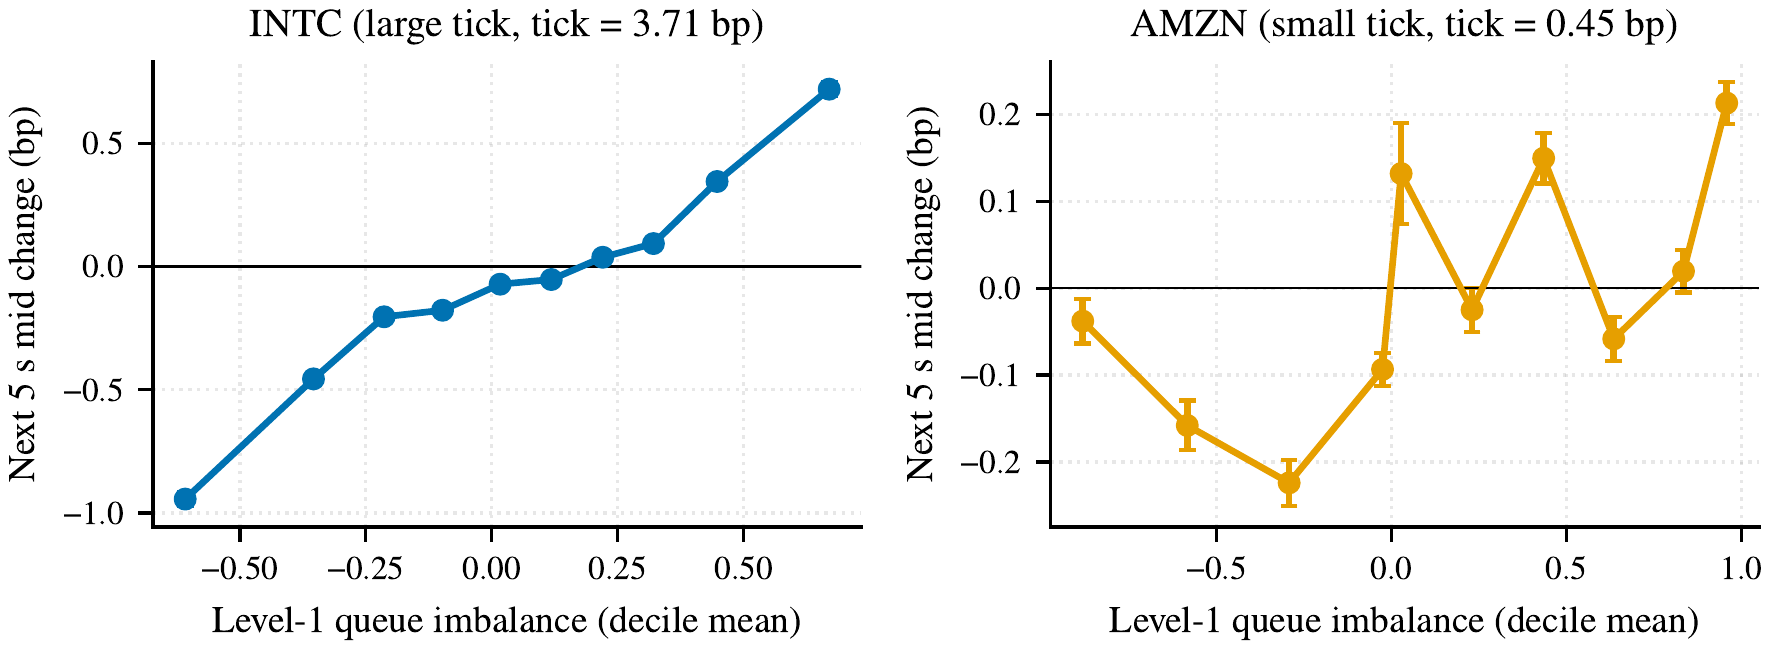 INTC (large tick, tick = 3.71 bp)
Next 5 s mid change (bp)
0.5
0.0
−0.5
−1.0
−0.50 −0.25 0.00 0.25 0.50
Level-1 queue imbalance (decile mean)
AMZN (small tick, tick = 0.45 bp)
Next 5 s mid change (bp)
0.2
0.1
0.0
−0.1
−0.2
−0.5 0.0 0.5 1.0
Level-1 queue imbalance (decile mean)